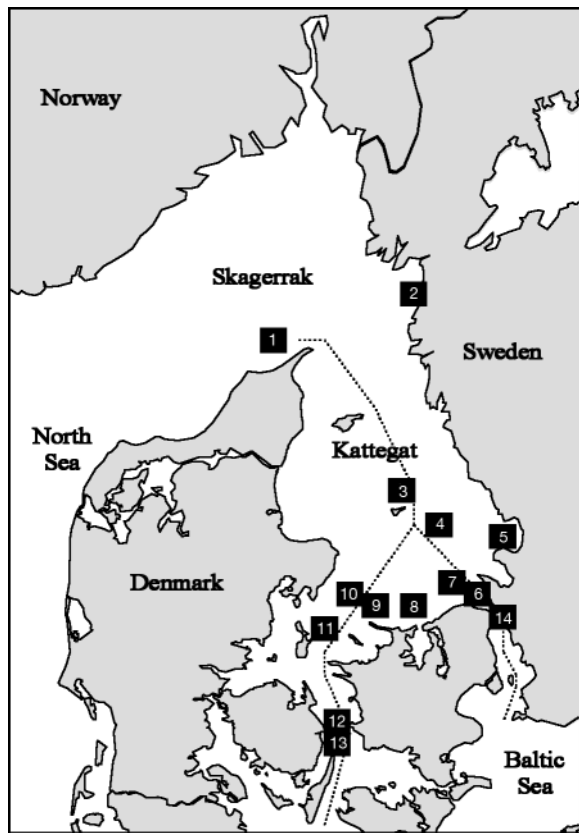 Norway
Skagerrak
2
1
Sweden
North
Sea
Kattegat
3
4
5
Denmark
7
10
6
9
8
14
11
12
13
Baltic
Sea